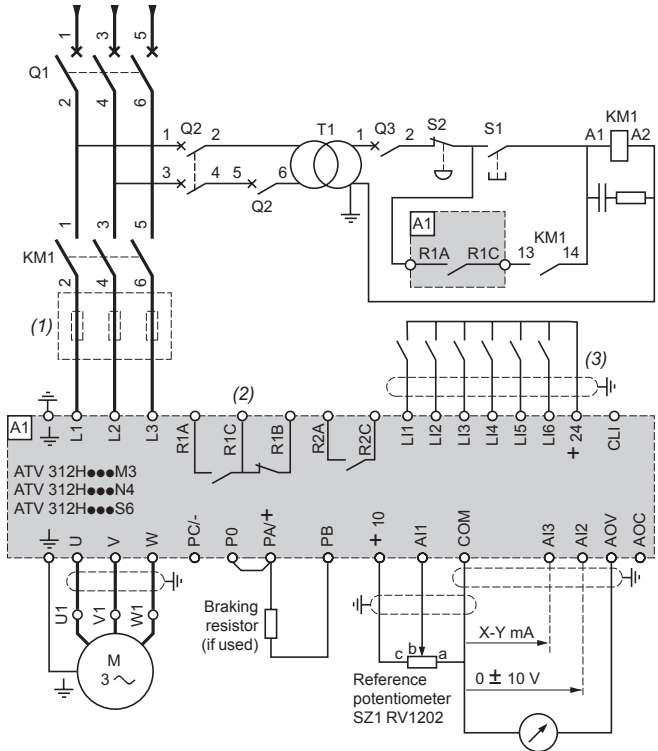 1 3 5
Q1
2 4 6
1 Q2 2 T1 1 Q3 2 S2 S1 KM1
A1 A2
3 4 5 6
Q2
A1
R1A R1C 13 KM1 14
1 3 5
KM1
2 4 6
(1)
(2)
(3)
A1
L1 L2 L3 R1A R1C R1B R2A R2C LI1 LI2 LI3 LI4 LI5 LI6 + 24 CLI
ATV 312H●●●M3
ATV 312H●●●N4
ATV 312H●●●S6
U V W PC/- P0 PA/+ PB + 10 AI1 COM AI3 AI2 AOV AOC
U1 V1 W1
M
3
Braking
resistor
(if used)
c b a
X-Y mA
0 ± 10 V
Reference
potentiometer
SZ1 RV1202